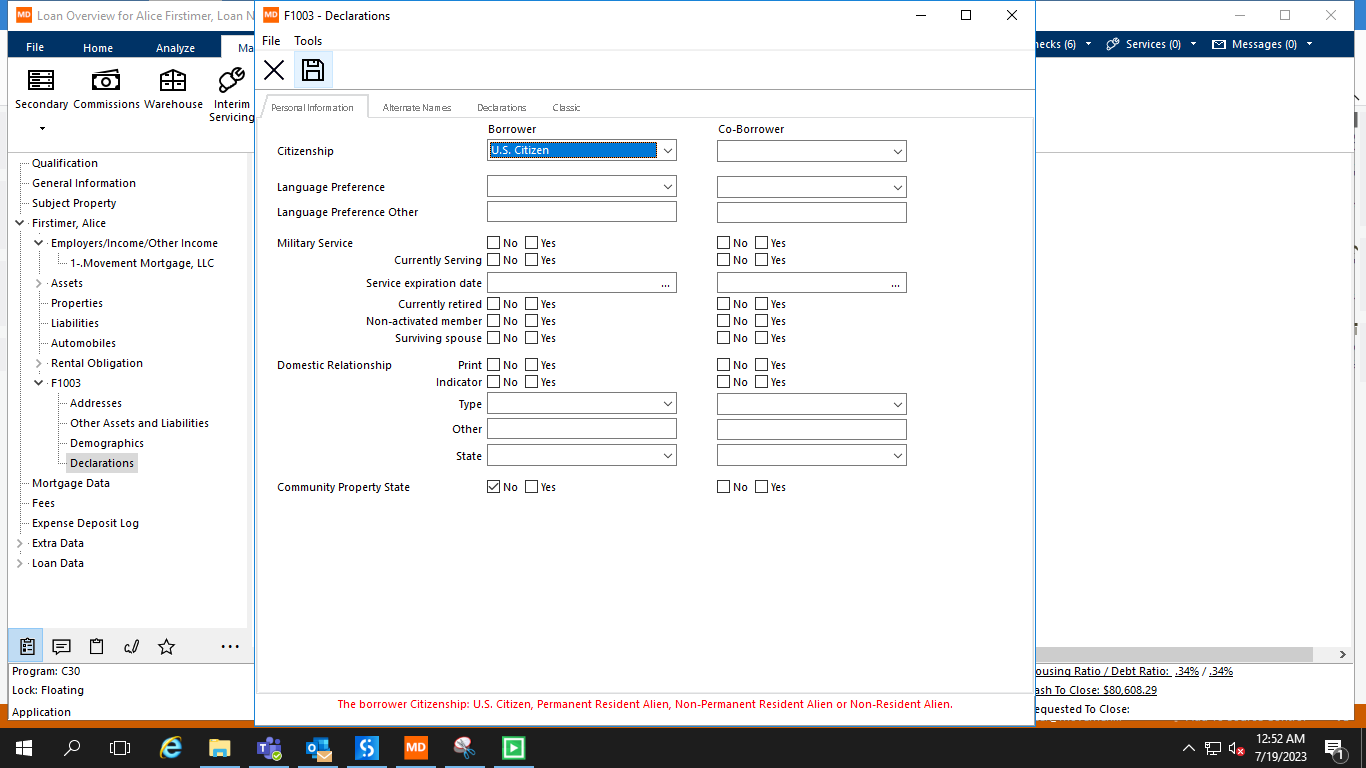 MD Loan Overview for Alice Firstimer, Loan N
MD F1003 - Declarations
File Home Analyze Ma
Secondary Commissions Warehouse Interim Servicing
hecks (6) Services (0) Messages (0)
File Tools
Personal Information Alternate Names Declarations Classic
Qualification
General Information
Subject Property
Firstimer, Alice
Employers/Income/Other Income
1-.Movement Mortgage, LLC
Assets
Properties
Liabilities
Automobiles
Rental Obligation
F1003
Addresses
Other Assets and Liabilities
Demographics
Declarations
Mortgage Data
Fees
Expense Deposit Log
Extra Data
Loan Data
...
Program: C30
Lock: Floating
Application
Borrower Co-Borrower
Citizenship U.S. Citizen
Language Preference
Language Preference Other
Military Service No Yes No Yes
Currently Serving No Yes No Yes
Service expiration date ... ...
Currently retired No Yes No Yes
Non-activated member No Yes No Yes
Surviving spouse No Yes No Yes
Domestic Relationship Print No Yes No Yes
Indicator No Yes No Yes
Type
Other
State
Community Property State No Yes No Yes
The borrower Citizenship: U.S. Citizen, Permanent Resident Alien, Non-Permanent Resident Alien or Non-Resident Alien.
ousing Ratio / Debt Ratio: .34% / .34%
ash To Close: $80,608.29
equested To Close:
MD
12:52 AM
7/19/2023
1